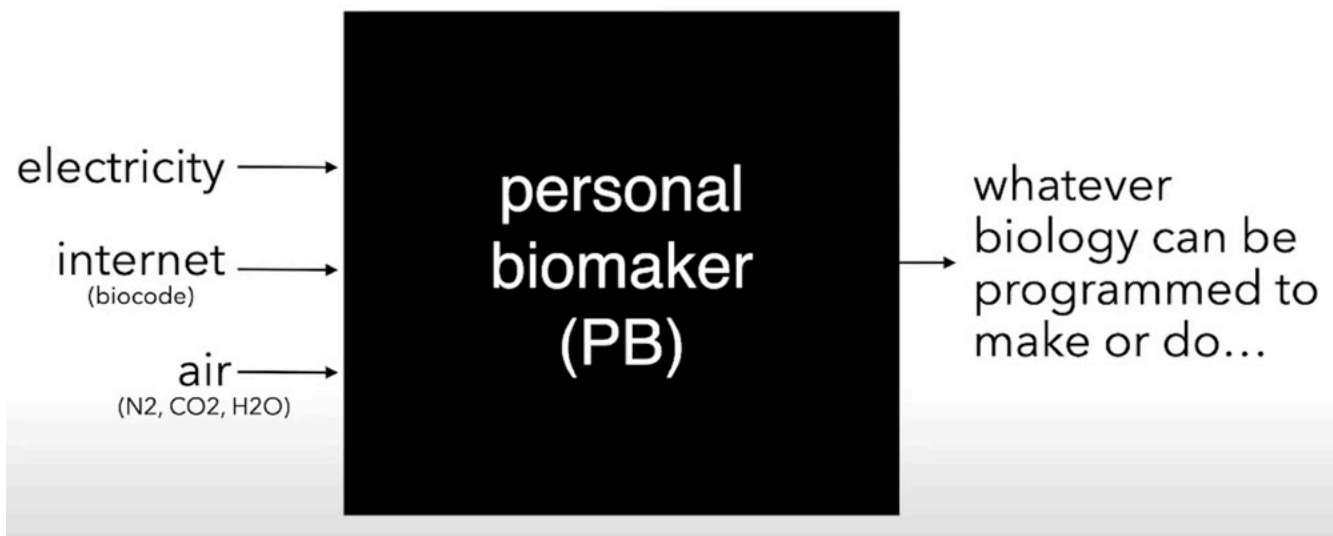 electricity
internet
(biocode)
air
(N2, CO2, H2O)
personal
biomaker
(PB)
whatever
biology can be
programmed to
make or do...